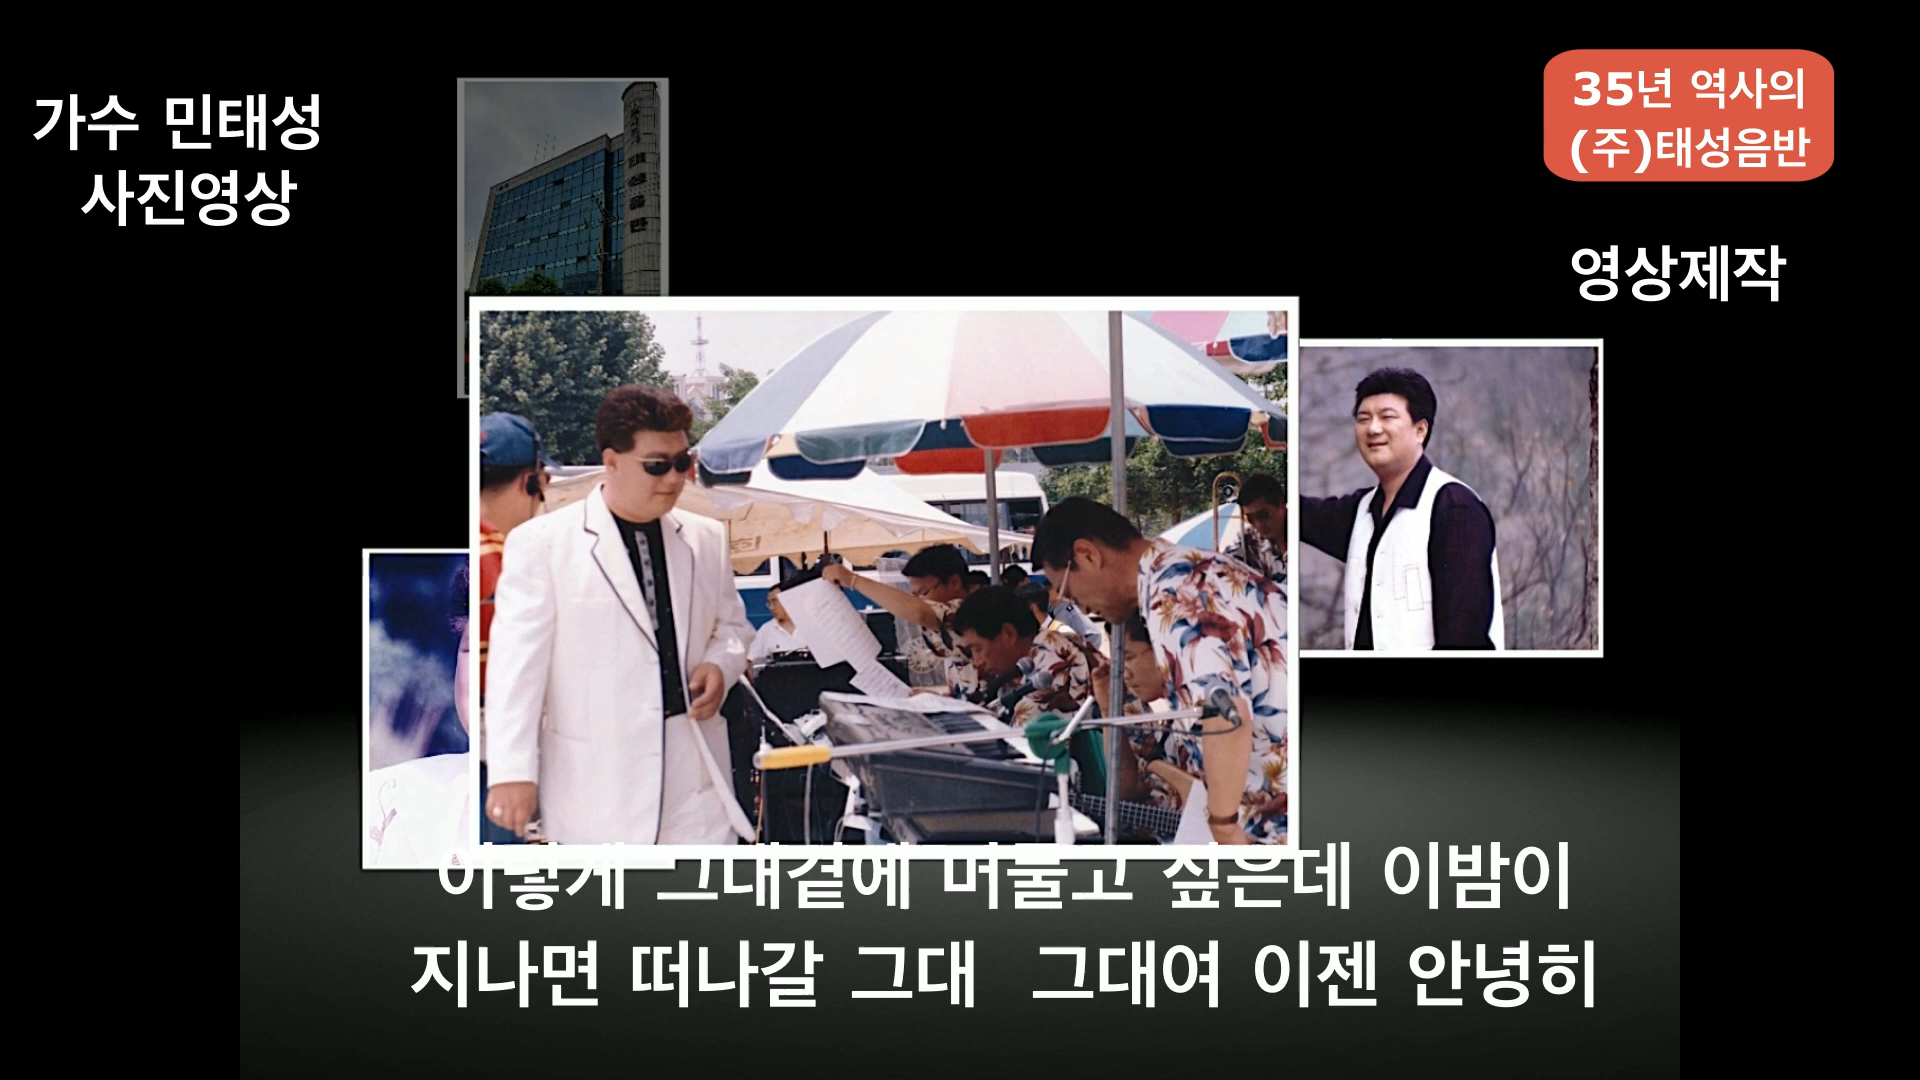 가수 민태성
사진영상
35년 역사의
(주)태성음반
영상제작
이렇게 그대곁에 머물고 싶은데 이밤이
지나면 떠나갈 그대 그대여 이젠 안녕히